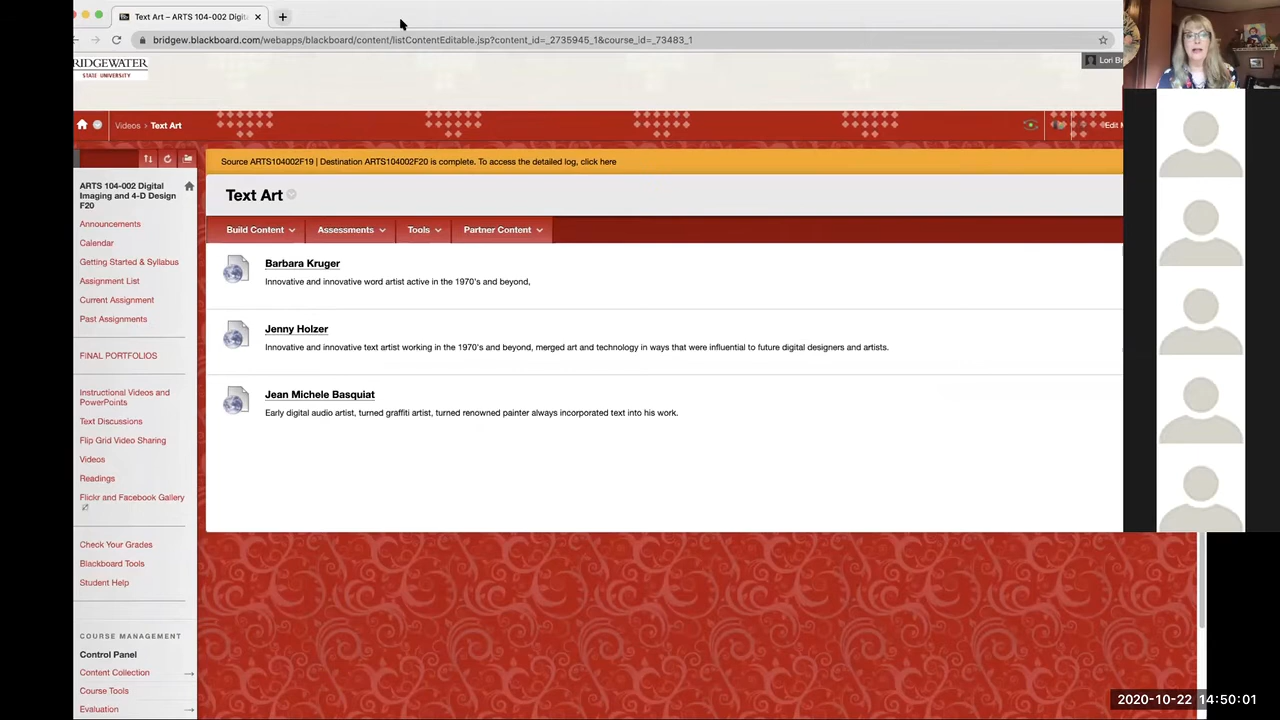 Text Art – ARTS 104-002 Digita
bridgew.blackboard.com/webapps/blackboard/content/listContentEditable.jsp?content_id=_2735945_1&course_id=_73483_1
RIDGEWATER
STATE UNIVERSITY
Lori Br
Videos > Text Art
Edit M
Source ARTS104002F19 | Destination ARTS104002F20 is complete. To access the detailed log, click here
ARTS 104-002 Digital
Imaging and 4-D Design
F20
Text Art
Announcements
Build Content
Assessments
Tools
Partner Content
Calendar
Getting Started & Syllabus
Assignment List
Current Assignment
Past Assignments
FINAL PORTFOLIOS
Instructional Videos and
PowerPoints
Text Discussions
Flip Grid Video Sharing
Videos
Readings
Flickr and Facebook Gallery
Check Your Grades
Blackboard Tools
Student Help
COURSE MANAGEMENT
Control Panel
Content Collection
Course Tools
Evaluation
Barbara Kruger
Innovative and innovative word artist active in the 1970's and beyond,
Jenny Holzer
Innovative and innovative text artist working in the 1970's and beyond, merged art and technology in ways that were influential to future digital designers and artists.
Jean Michele Basquiat
Early digital audio artist, turned graffiti artist, turned renowned painter always incorporated text into his work.
2020-10-22 14:50:01